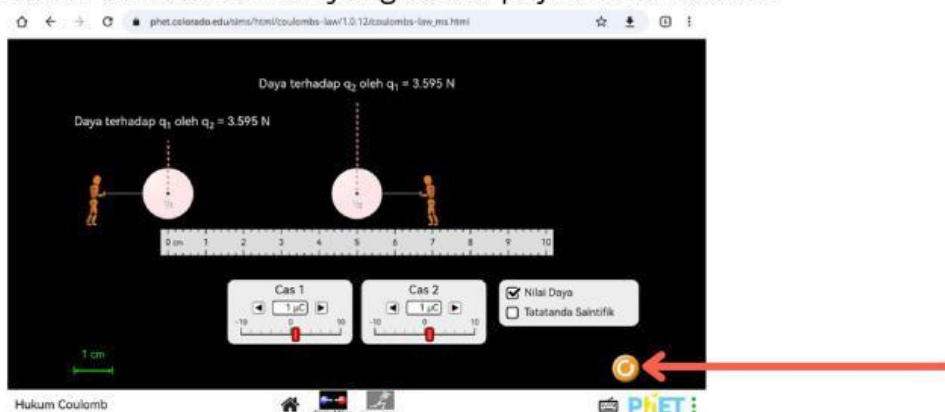 phet.colorado.edu/sims/html/coulombs-law/1.0.12/coulombs-law_ms.html
Daya terhadap q₂ oleh q₁ = 3.595 N
Daya terhadap q₁ oleh q₂ = 3.595 N
0 cm 1 2 3 4 5 6 7 8 9 10
Cas 1
1 μC
-10 0 10
Cas 2
1 μC
-10 0 10
Nilai Daya
Tatatanda Saintifik
1 cm
Hukum Coulomb
PhET